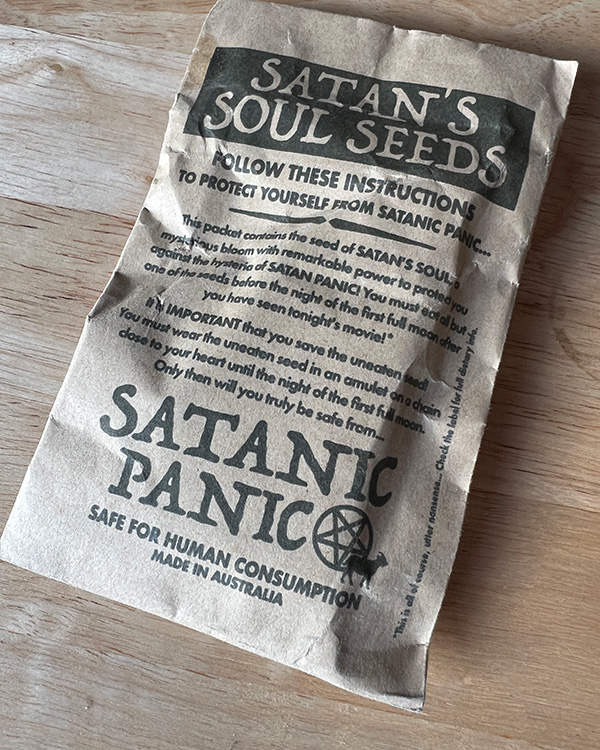 SATAN'S
SOUL SEEDS
FOLLOW THESE INSTRUCTIONS
TO PROTECT YOURSELF FROM SATANIC PANIC...
This packet contains the seed of SATAN'S SOUL: a
mysterious bloom with remarkable power to protect you
against the hysteria of SATAN PANIC! You must eat all but
one of the seeds before the night of the first full moon after
you have seen tonight's movie!*
It's IMPORTANT that you save the uneaten seed!
You must wear the uneaten seed in an amulet on a chain
close to your heart until the night of the first full moon.
Only then will you truly be safe from...
SATANIC
PANIC
SAFE FOR HUMAN CONSUMPTION
MADE IN AUSTRALIA
*This is all of course, utter nonsense... Check the label for full dietary info.